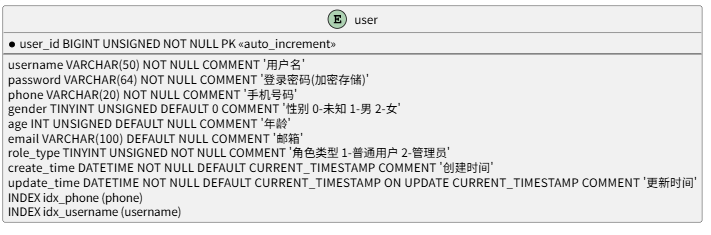 E user
● user_id BIGINT UNSIGNED NOT NULL PK «auto_increment»
username VARCHAR(50) NOT NULL COMMENT '用户名'
password VARCHAR(64) NOT NULL COMMENT '登录密码(加密存储)'
phone VARCHAR(20) NOT NULL COMMENT '手机号码'
gender TINYINT UNSIGNED DEFAULT 0 COMMENT '性别 0-未知 1-男 2-女'
age INT UNSIGNED DEFAULT NULL COMMENT '年龄'
email VARCHAR(100) DEFAULT NULL COMMENT '邮箱'
role_type TINYINT UNSIGNED NOT NULL COMMENT '角色类型 1-普通用户 2-管理员'
create_time DATETIME NOT NULL DEFAULT CURRENT_TIMESTAMP COMMENT '创建时间'
update_time DATETIME NOT NULL DEFAULT CURRENT_TIMESTAMP ON UPDATE CURRENT_TIMESTAMP COMMENT '更新时间'
INDEX idx_phone (phone)
INDEX idx_username (username)